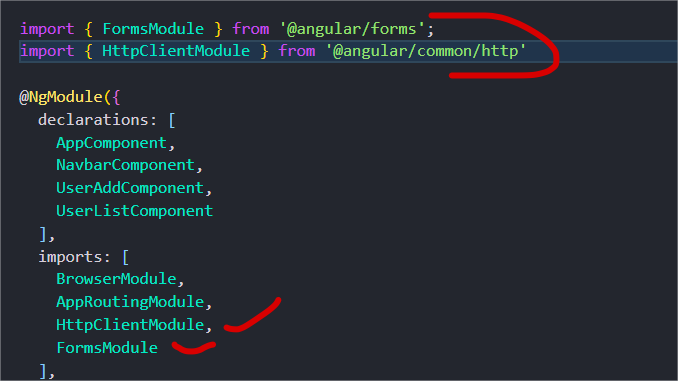 import { FormsModule } from '@angular/forms';
import { HttpClientModule } from '@angular/common/http'
@NgModule({
declarations: [
AppComponent,
NavbarComponent,
UserAddComponent,
UserListComponent
],
imports: [
BrowserModule,
AppRoutingModule,
HttpClientModule,
FormsModule
],